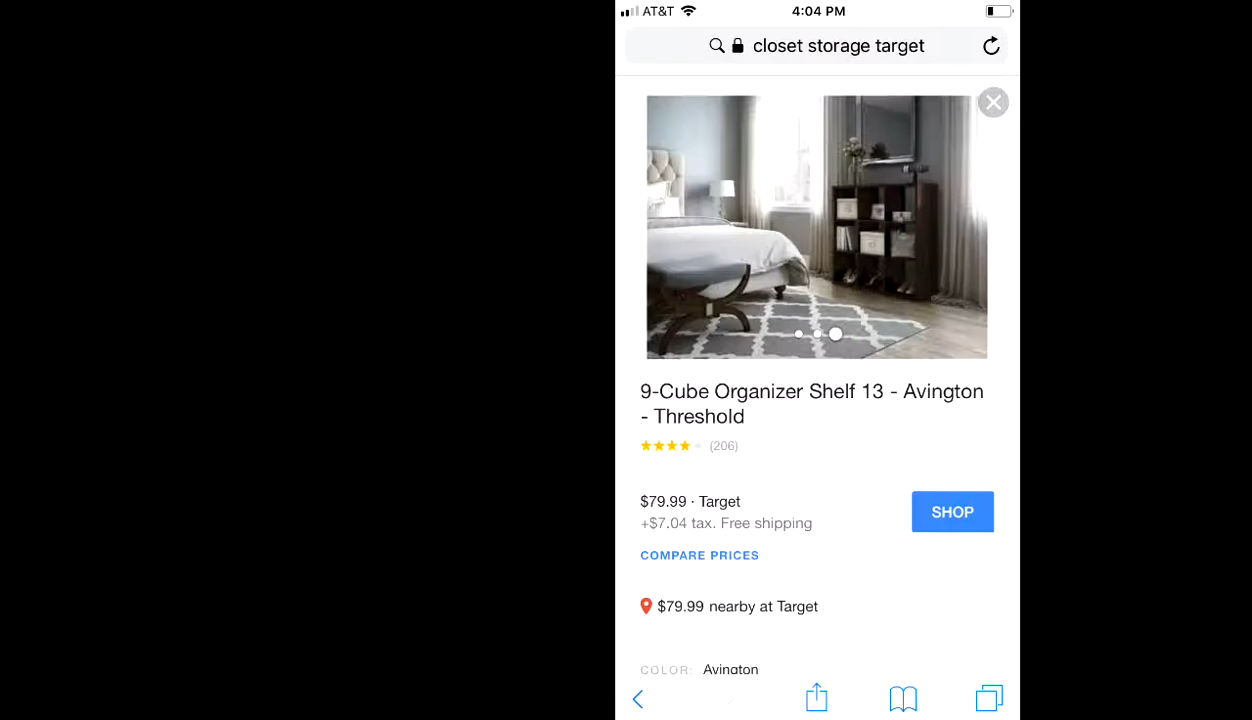 AT&T 4:04 PM
closet storage target
9-Cube Organizer Shelf 13 - Avington
- Threshold
(206)
$79.99 · Target
+$7.04 tax. Free shipping
SHOP
COMPARE PRICES
$79.99 nearby at Target
COLOR: Avington